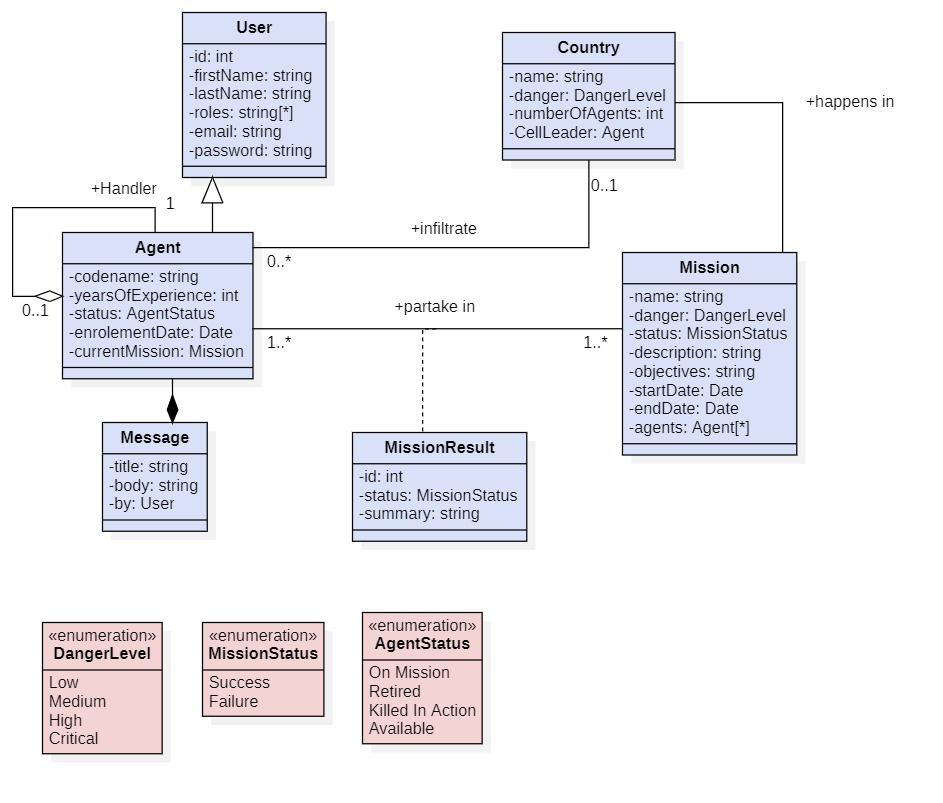 User
-id: int
-firstName: string
-lastName: string
-roles: string[*]
-email: string
-password: string
Country
-name: string
-danger: DangerLevel
-numberOfAgents: int
-CellLeader: Agent
+happens in
+Handler
1
0..1
+infiltrate
0..*
Agent
-codename: string
-yearsOfExperience: int
-status: AgentStatus
-enrolementDate: Date
-currentMission: Mission
0..1
+partake in
1..*
1..*
Mission
-name: string
-danger: DangerLevel
-status: MissionStatus
-description: string
-objectives: string
-startDate: Date
-endDate: Date
-agents: Agent[*]
Message
-title: string
-body: string
-by: User
MissionResult
-id: int
-status: MissionStatus
-summary: string
«enumeration»
DangerLevel
Low
Medium
High
Critical
«enumeration»
MissionStatus
Success
Failure
«enumeration»
AgentStatus
On Mission
Retired
Killed In Action
Available